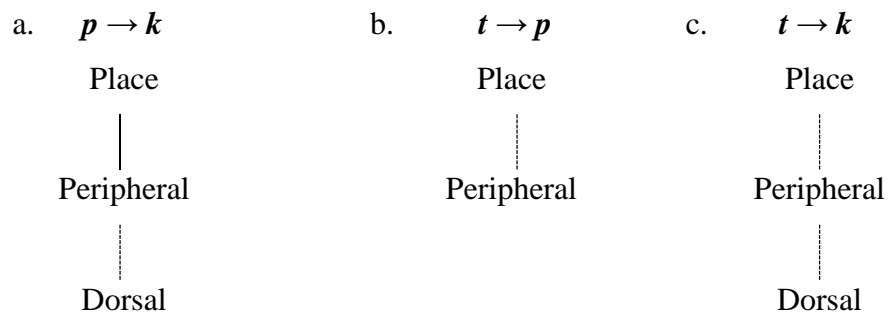 a. p → k b. t → p c. t → k
Place Place Place
Peripheral Peripheral Peripheral
Dorsal Dorsal